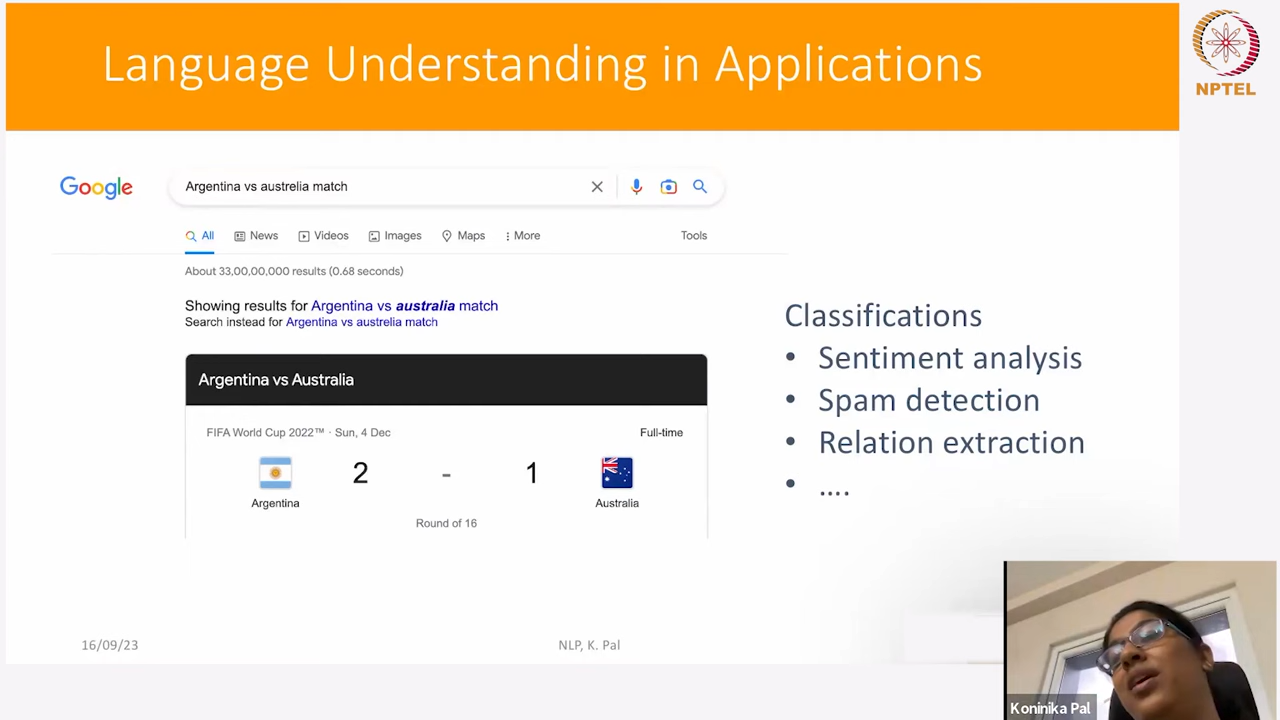 Language Understanding in Applications
NPTEL
Google
Argentina vs austrelia match
All News Videos Images Maps More Tools
About 33,00,00,000 results (0.68 seconds)
Showing results for Argentina vs australia match
Search instead for Argentina vs austrelia match
Argentina vs Australia
FIFA World Cup 2022™ · Sun, 4 Dec Full-time
2 - 1
Argentina Australia
Round of 16
Classifications
• Sentiment analysis
• Spam detection
• Relation extraction
• ....
16/09/23 NLP, K. Pal
Koninika Pal